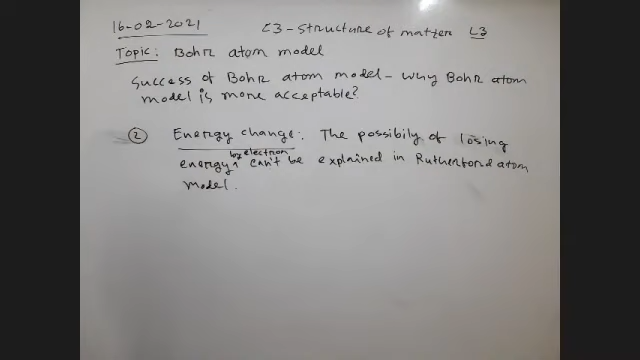 16-02-2021 C3-Structure of matter L3
Topic: Bohr atom model
Success of Bohr atom model - Why Bohr atom
model is more acceptable?
② Energy change: The possibily of losing
energy ^by electron can't be explained in Rutherford atom
model.